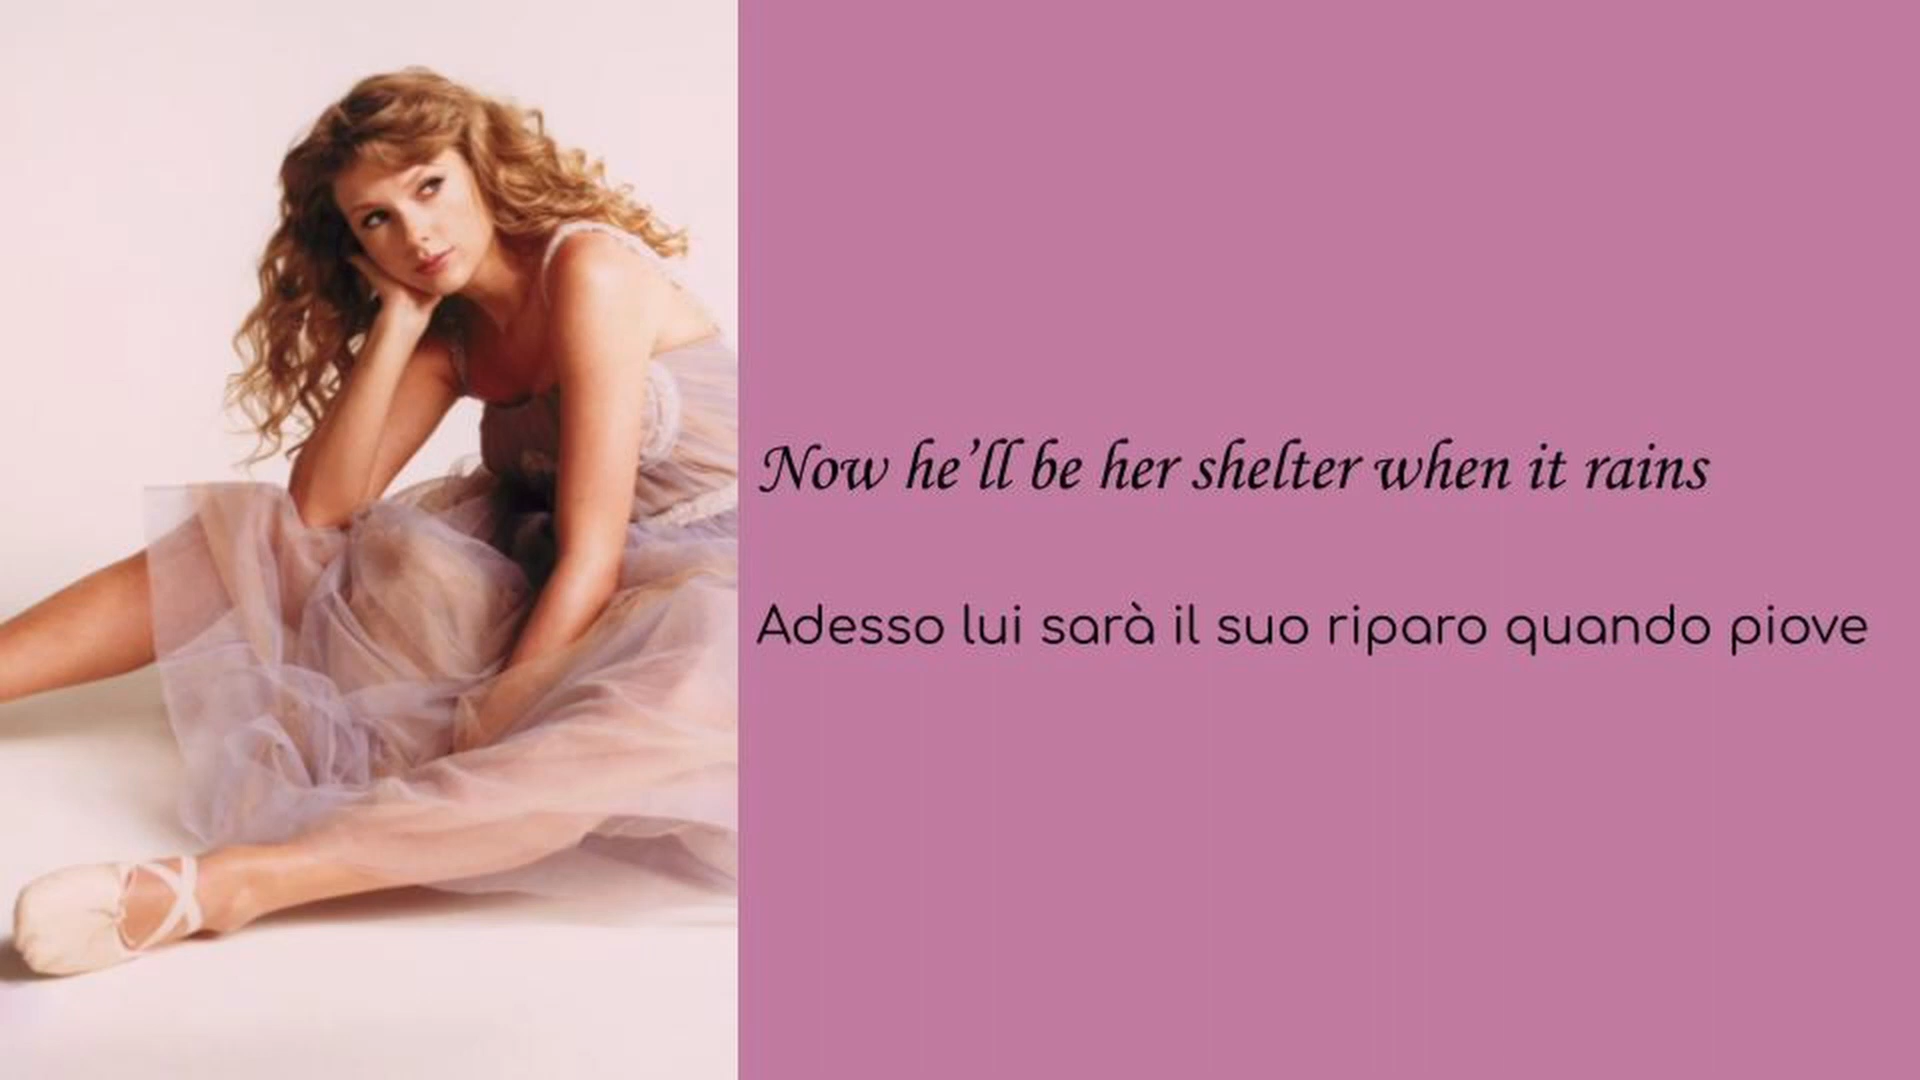 Now he’ll be her shelter when it rains
Adesso lui sarà il suo riparo quando piove